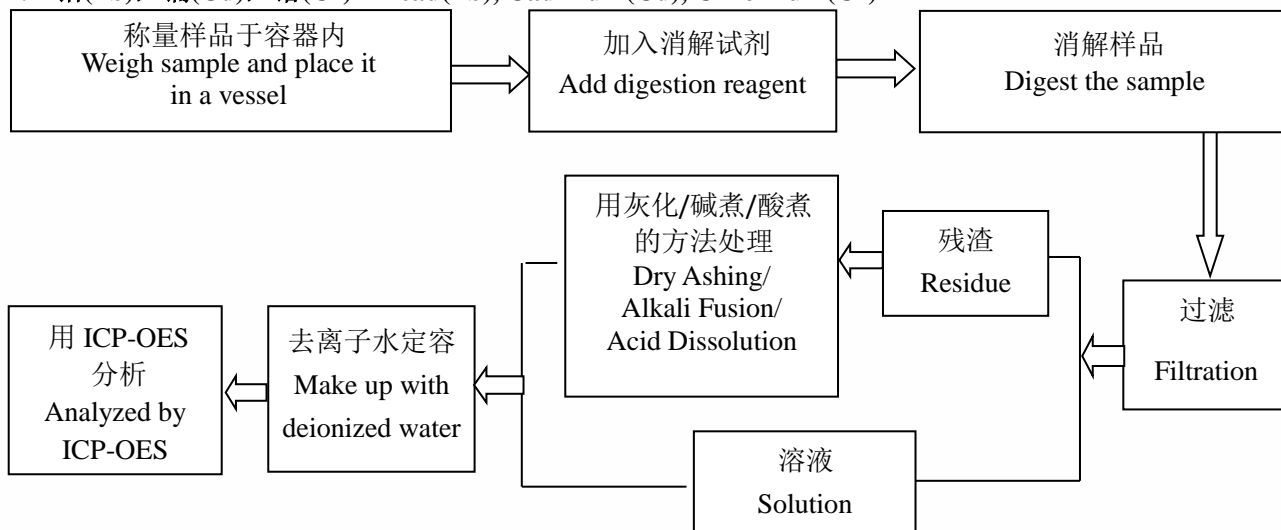 称量样品于容器内
Weigh sample and place it
in a vessel
加入消解试剂
Add digestion reagent
消解样品
Digest the sample
过滤
Filtration
残渣
Residue
用灰化/碱煮/酸煮
的方法处理
Dry Ashing/
Alkali Fusion/
Acid Dissolution
溶液
Solution
去离子水定容
Make up with
deionized water
用 ICP-OES
分析
Analyzed by
ICP-OES